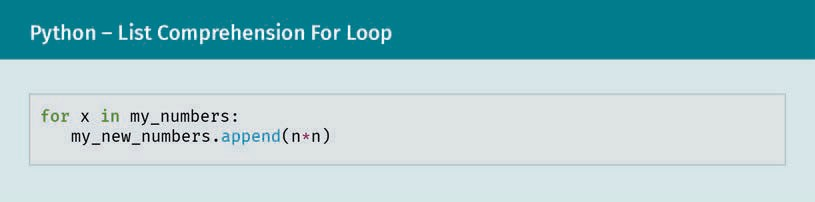 Python – List Comprehension For Loop
for x in my_numbers:
my_new_numbers.append(n*n)